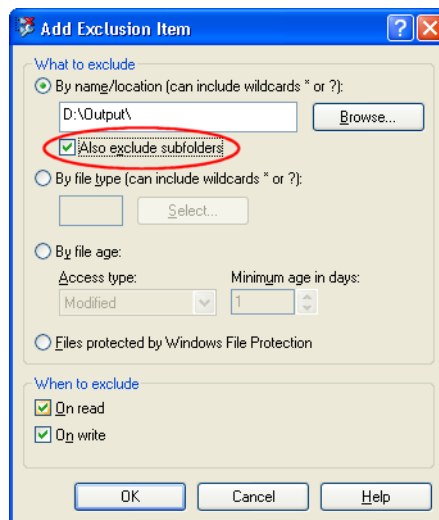 Add Exclusion Item
What to exclude
By name/location (can include wildcards * or ?):
D:\Output\
Browse...
Also exclude subfolders
By file type (can include wildcards * or ?):
Select...
By file age:
Access type:
Minimum age in days:
Modified
1
Files protected by Windows File Protection
When to exclude
On read
On write
OK
Cancel
Help